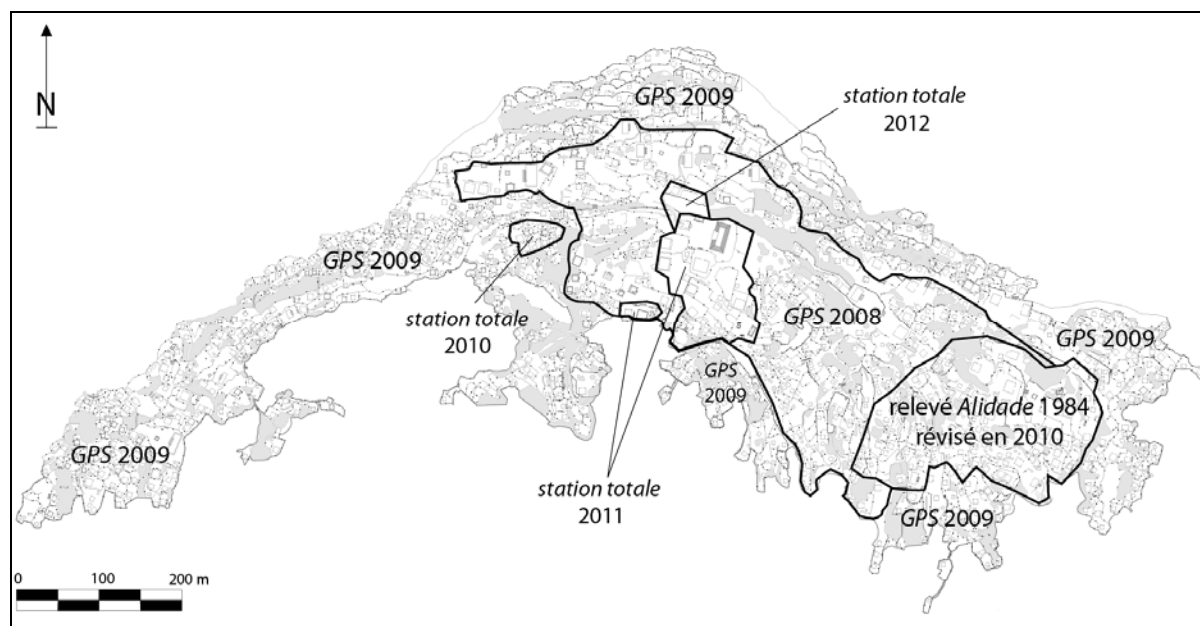 N
GPS 2009
station totale
2012
GPS 2009
station totale
2010
GPS 2008
GPS 2009
GPS
2009
relevé Alidade 1984
révisé en 2010
GPS 2009
station totale
2011
GPS 2009
0 100 200 m